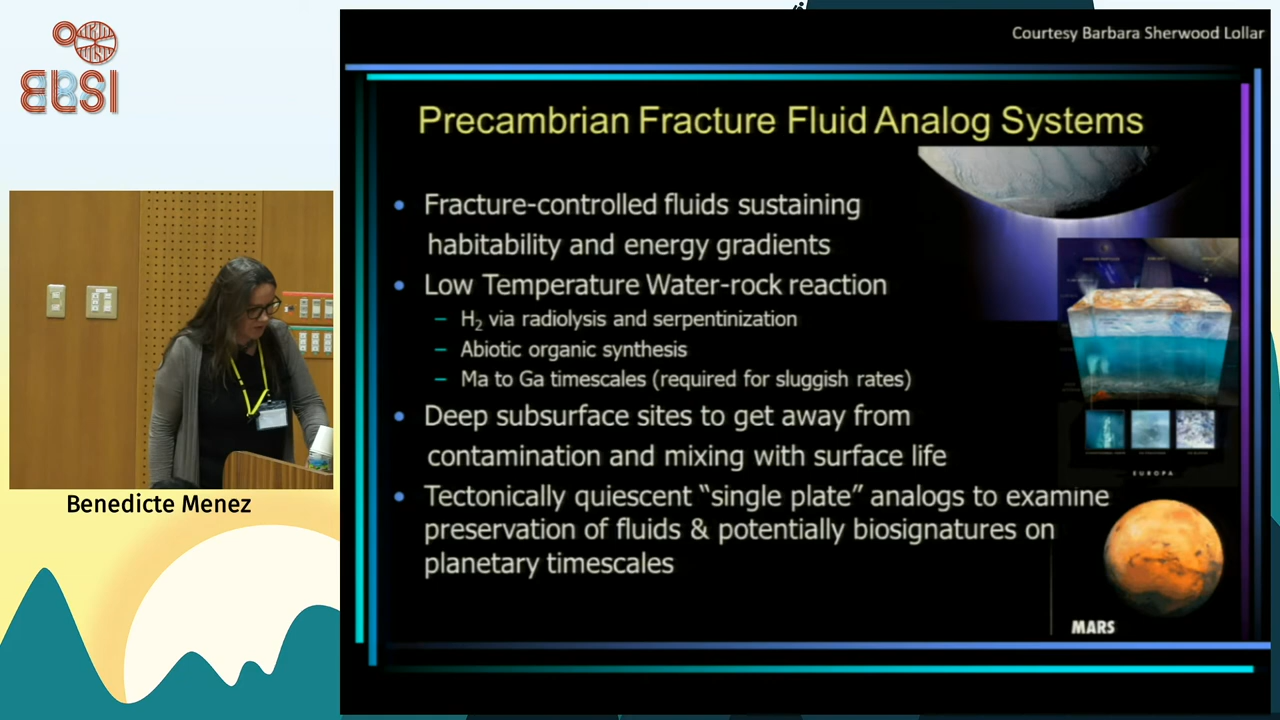 ELSI
Benedicte Menez
Courtesy Barbara Sherwood Lollar
Precambrian Fracture Fluid Analog Systems
• Fracture-controlled fluids sustaining
habitability and energy gradients
• Low Temperature Water-rock reaction
– H₂ via radiolysis and serpentinization
– Abiotic organic synthesis
– Ma to Ga timescales (required for sluggish rates)
• Deep subsurface sites to get away from
contamination and mixing with surface life
• Tectonically quiescent “single plate” analogs to examine
preservation of fluids & potentially biosignatures on
planetary timescales
EUROPA
MARS